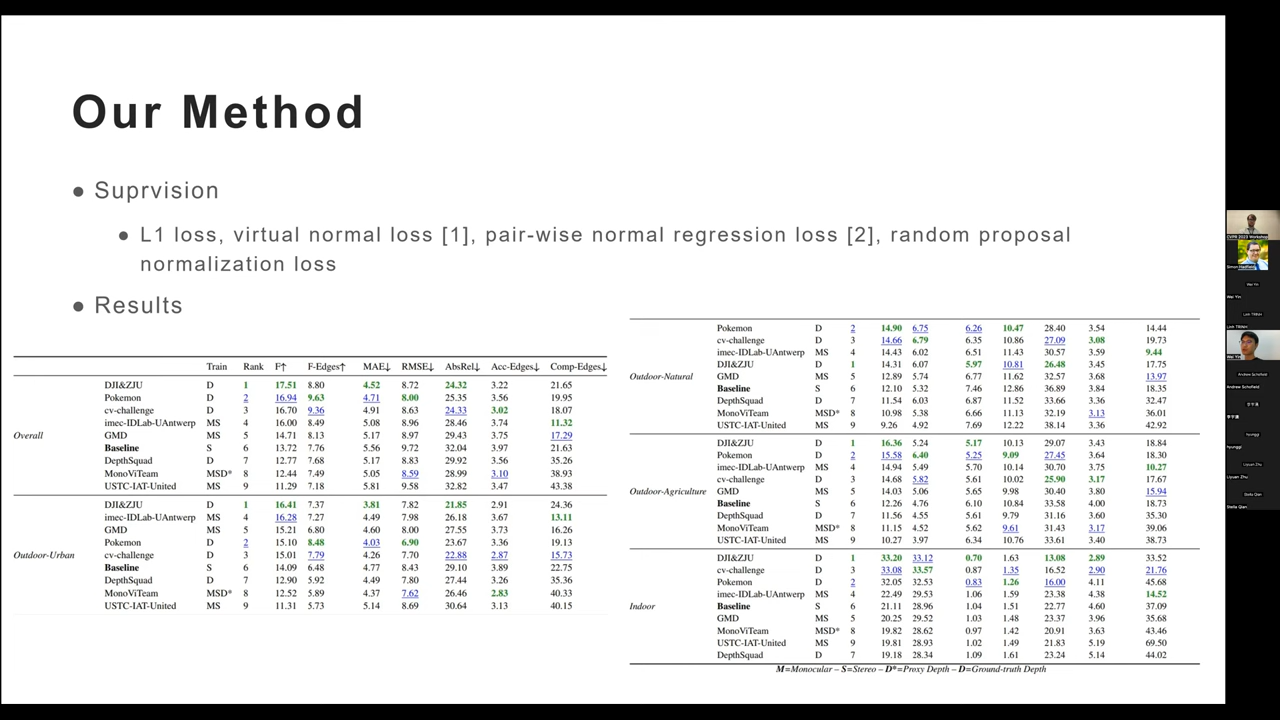 Our Method
● Suprvision
● L1 loss, virtual normal loss [1], pair-wise normal regression loss [2], random proposal
normalization loss
● Results
Train Rank F↑ F-Edges↑ MAE↓ RMSE↓ AbsRel↓ Acc-Edges↓ Comp-Edges↓
DJI&ZJU D 1 17.51 8.80 4.52 8.72 24.32 3.22 21.65
Pokemon D 2 16.94 9.63 4.71 8.00 25.35 3.56 19.95
cv-challenge D 3 16.70 9.36 4.91 8.63 24.33 3.02 18.07
imec-IDLab-UAntwerp MS 4 16.00 8.49 5.08 8.96 28.46 3.74 11.32
Overall GMD MS 5 14.71 8.13 5.17 8.97 29.43 3.75 17.29
Baseline S 6 13.72 7.76 5.56 9.72 32.04 3.97 21.63
DepthSquad D 7 12.77 7.68 5.17 8.83 29.92 3.56 35.26
MonoViTeam MSD* 8 12.44 7.49 5.05 8.59 28.99 3.10 38.93
USTC-IAT-United MS 9 11.29 7.18 5.81 9.58 32.82 3.47 43.38
DJI&ZJU D 1 16.41 7.37 3.81 7.82 21.85 2.91 24.36
imec-IDLab-UAntwerp MS 4 16.28 7.27 4.49 7.98 26.18 3.67 13.11
GMD MS 5 15.21 6.80 4.60 8.00 27.55 3.73 16.26
Pokemon D 2 15.10 8.48 4.03 6.90 23.67 3.36 19.13
Outdoor-Urban cv-challenge D 3 15.01 7.79 4.26 7.70 22.88 2.87 15.73
Baseline S 6 14.09 6.48 4.77 8.43 29.10 3.89 22.75
DepthSquad D 7 12.90 5.92 4.49 7.80 27.44 3.26 35.36
MonoViTeam MSD* 8 12.52 5.89 4.37 7.62 26.46 2.83 40.33
USTC-IAT-United MS 9 11.31 5.73 5.14 8.69 30.64 3.13 40.15
Pokemon D 2 14.90 6.75 6.26 10.47 28.40 3.54 14.44
cv-challenge D 3 14.66 6.79 6.35 10.86 27.09 3.08 19.73
imec-IDLab-UAntwerp MS 4 14.43 6.02 6.51 11.43 30.57 3.59 9.44
DJI&ZJU D 1 14.31 6.07 5.97 10.81 26.48 3.45 17.75
Outdoor-Natural GMD MS 5 12.89 5.74 6.77 11.62 32.57 3.68 13.97
Baseline S 6 12.10 5.32 7.46 12.86 36.89 3.84 18.35
DepthSquad D 7 11.54 6.03 6.87 11.52 33.66 3.36 32.47
MonoViTeam MSD* 8 10.98 5.38 6.66 11.13 32.19 3.13 36.01
USTC-IAT-United MS 9 9.26 4.92 7.69 12.22 38.14 3.36 42.92
DJI&ZJU D 1 16.36 5.24 5.17 10.13 29.07 3.43 18.84
Pokemon D 2 15.58 6.40 5.25 9.09 27.45 3.64 18.30
imec-IDLab-UAntwerp MS 4 14.94 5.49 5.70 10.14 30.70 3.75 10.27
cv-challenge D 3 14.68 5.82 5.61 10.02 25.90 3.17 17.67
Outdoor-Agriculture GMD MS 5 14.03 5.06 5.65 9.98 30.40 3.80 15.94
Baseline S 6 12.26 4.76 6.10 10.84 33.58 4.00 18.73
DepthSquad D 7 11.56 4.55 5.61 9.79 31.16 3.60 35.30
MonoViTeam MSD* 8 11.15 4.52 5.62 9.61 31.43 3.17 39.06
USTC-IAT-United MS 9 10.27 3.97 6.34 10.76 33.61 3.40 38.73
DJI&ZJU D 1 33.20 33.12 0.70 1.63 13.08 2.89 33.52
cv-challenge D 3 33.08 33.57 0.87 1.35 16.52 2.90 21.76
Pokemon D 2 32.05 32.53 0.83 1.26 16.00 4.11 45.68
imec-IDLab-UAntwerp MS 4 22.49 29.53 1.06 1.59 23.38 4.38 14.52
Indoor Baseline S 6 21.11 28.96 1.04 1.51 22.77 4.60 37.09
GMD MS 5 20.25 29.52 1.03 1.48 23.37 3.96 35.68
MonoViTeam MSD* 8 19.82 28.62 0.97 1.42 20.91 3.63 43.46
USTC-IAT-United MS 9 19.81 28.93 1.02 1.49 21.83 5.19 69.50
DepthSquad D 7 19.18 28.34 1.09 1.61 23.24 5.14 44.02
M=Monocular – S=Stereo – D*=Proxy Depth – D=Ground-truth Depth
CVPR 2023 Workshop
Simon Hadfield
Wei Yin
Wei Yin
Lam TRINH
Lam TRINH
Wei Yin
Andrew Schofield
Andrew Schofield
hyunggi
hyunggi
Liyuan Zhu
Stella Qian
Stella Qian